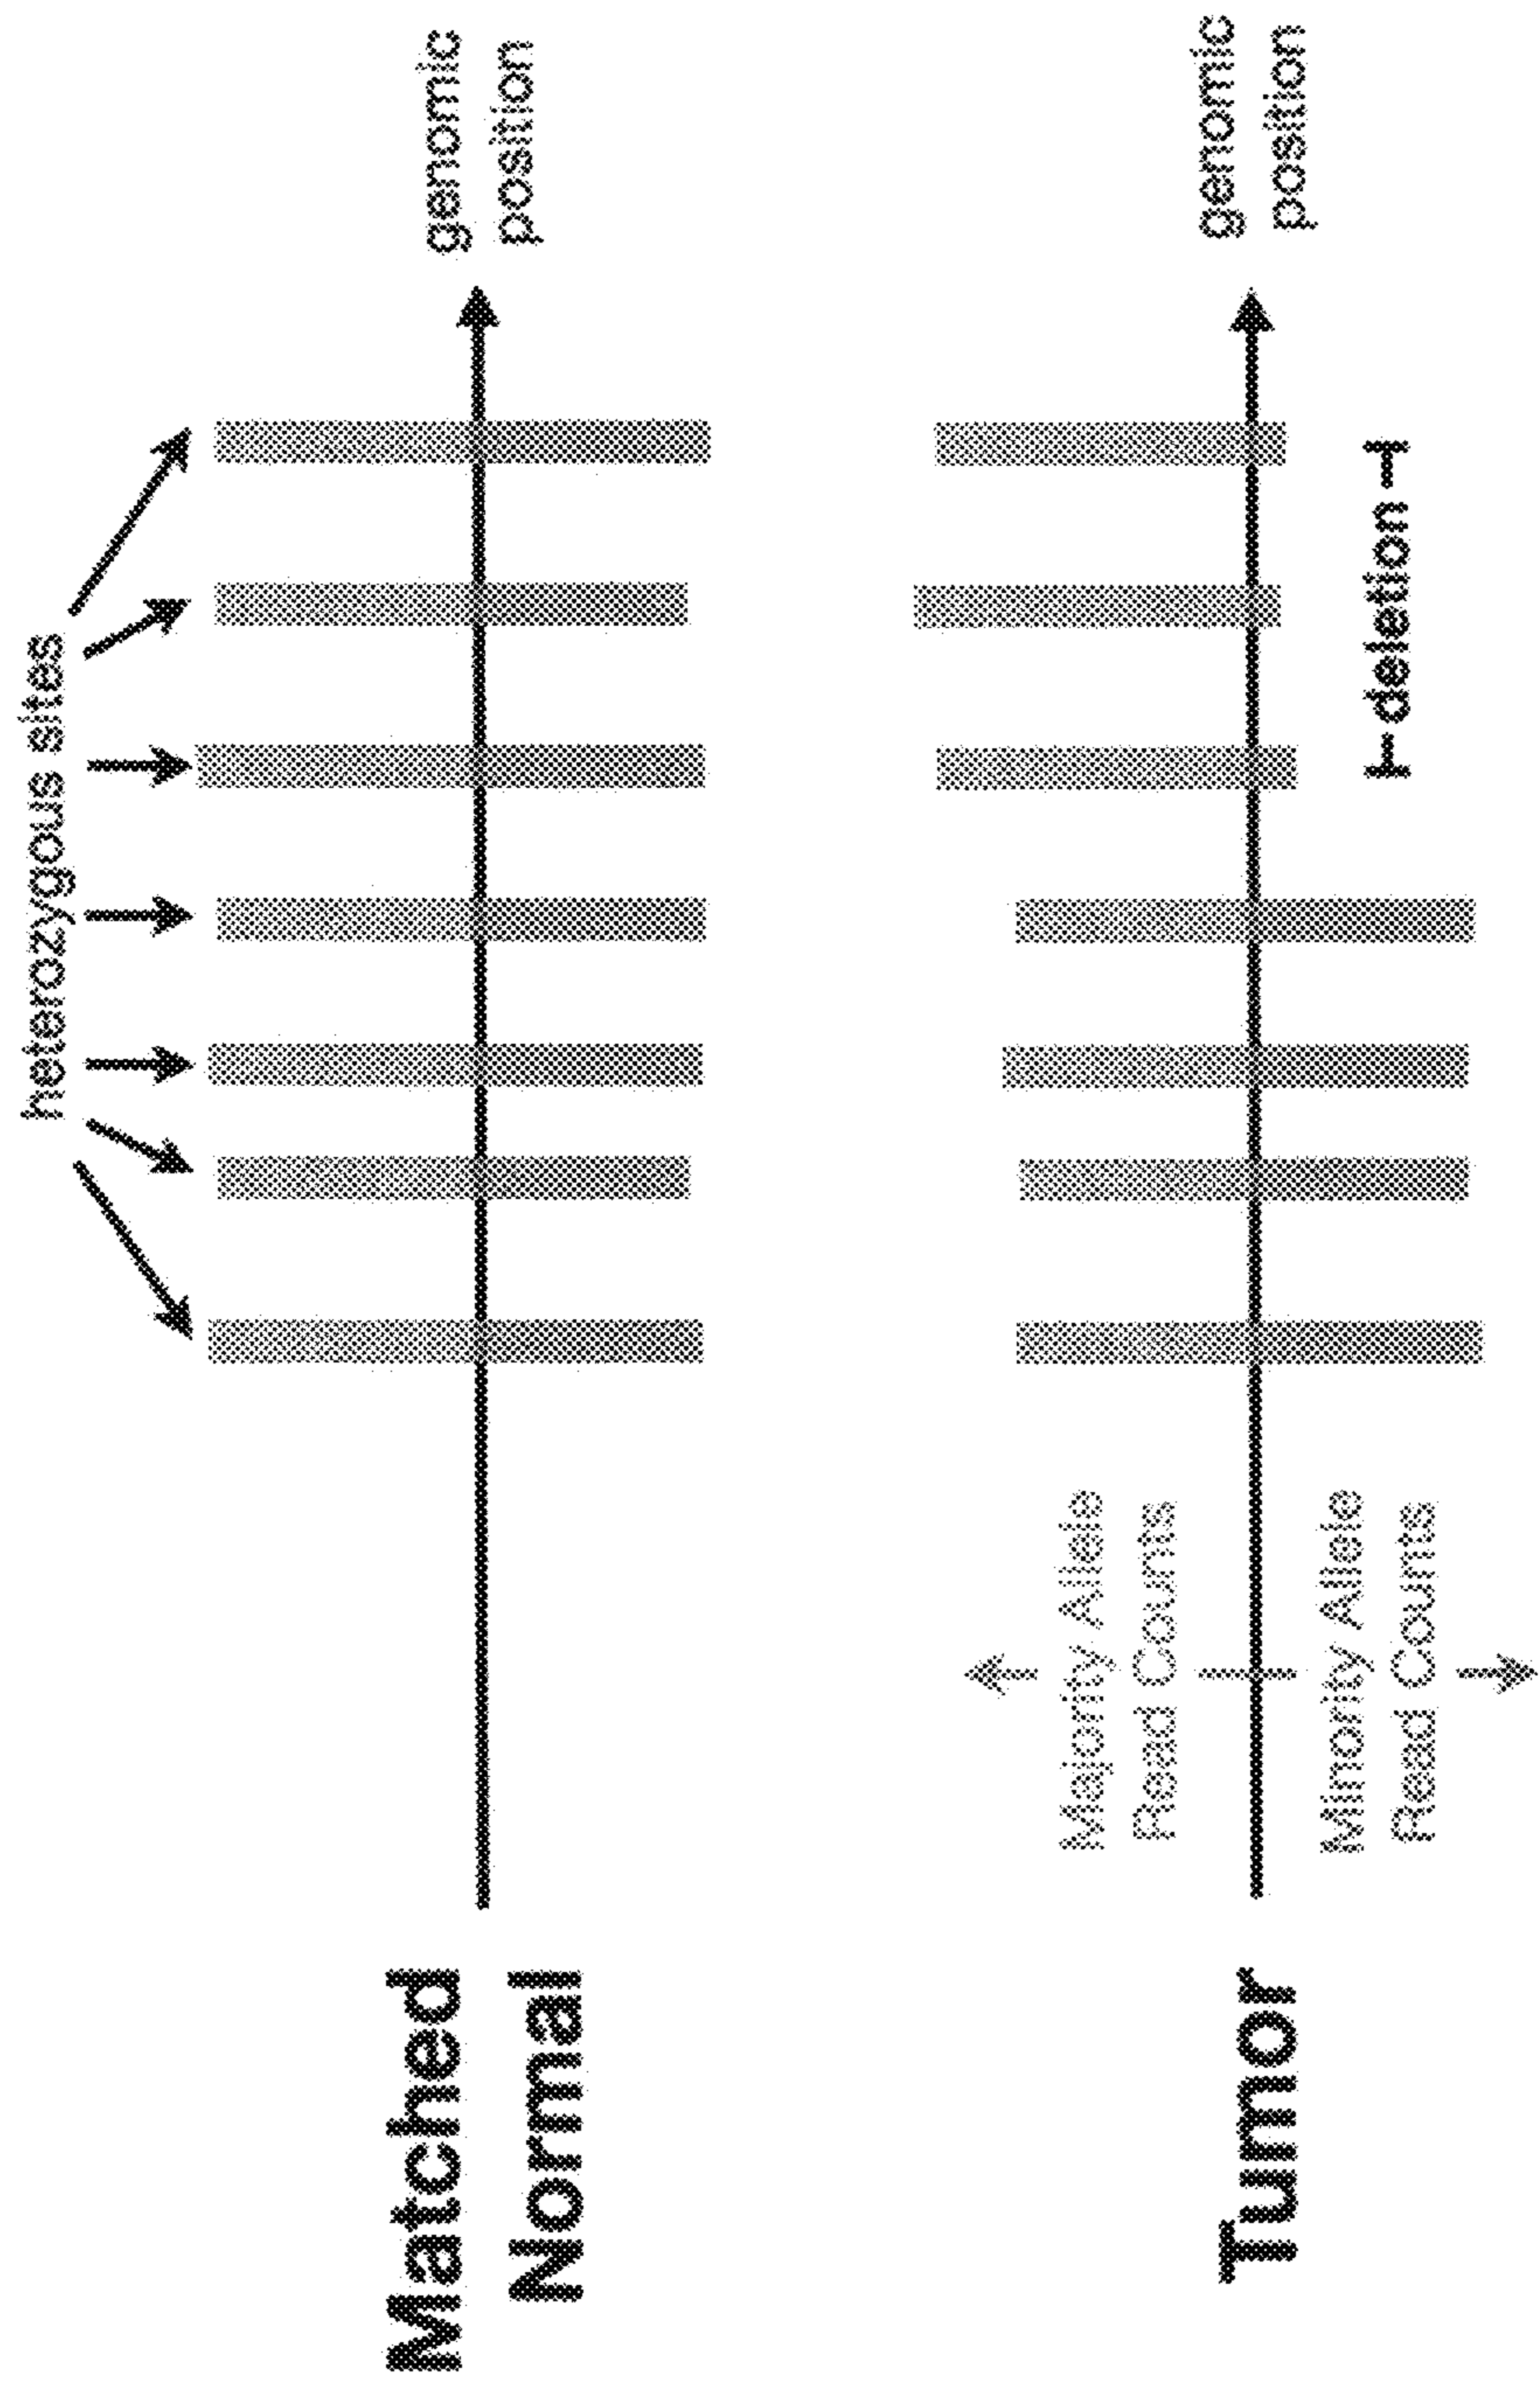 heterozygous sites
Matched
Normal
genomic
position
Majority Allele
Read Counts
Minority Allele
Read Counts
Tumor
genomic
position
deletion